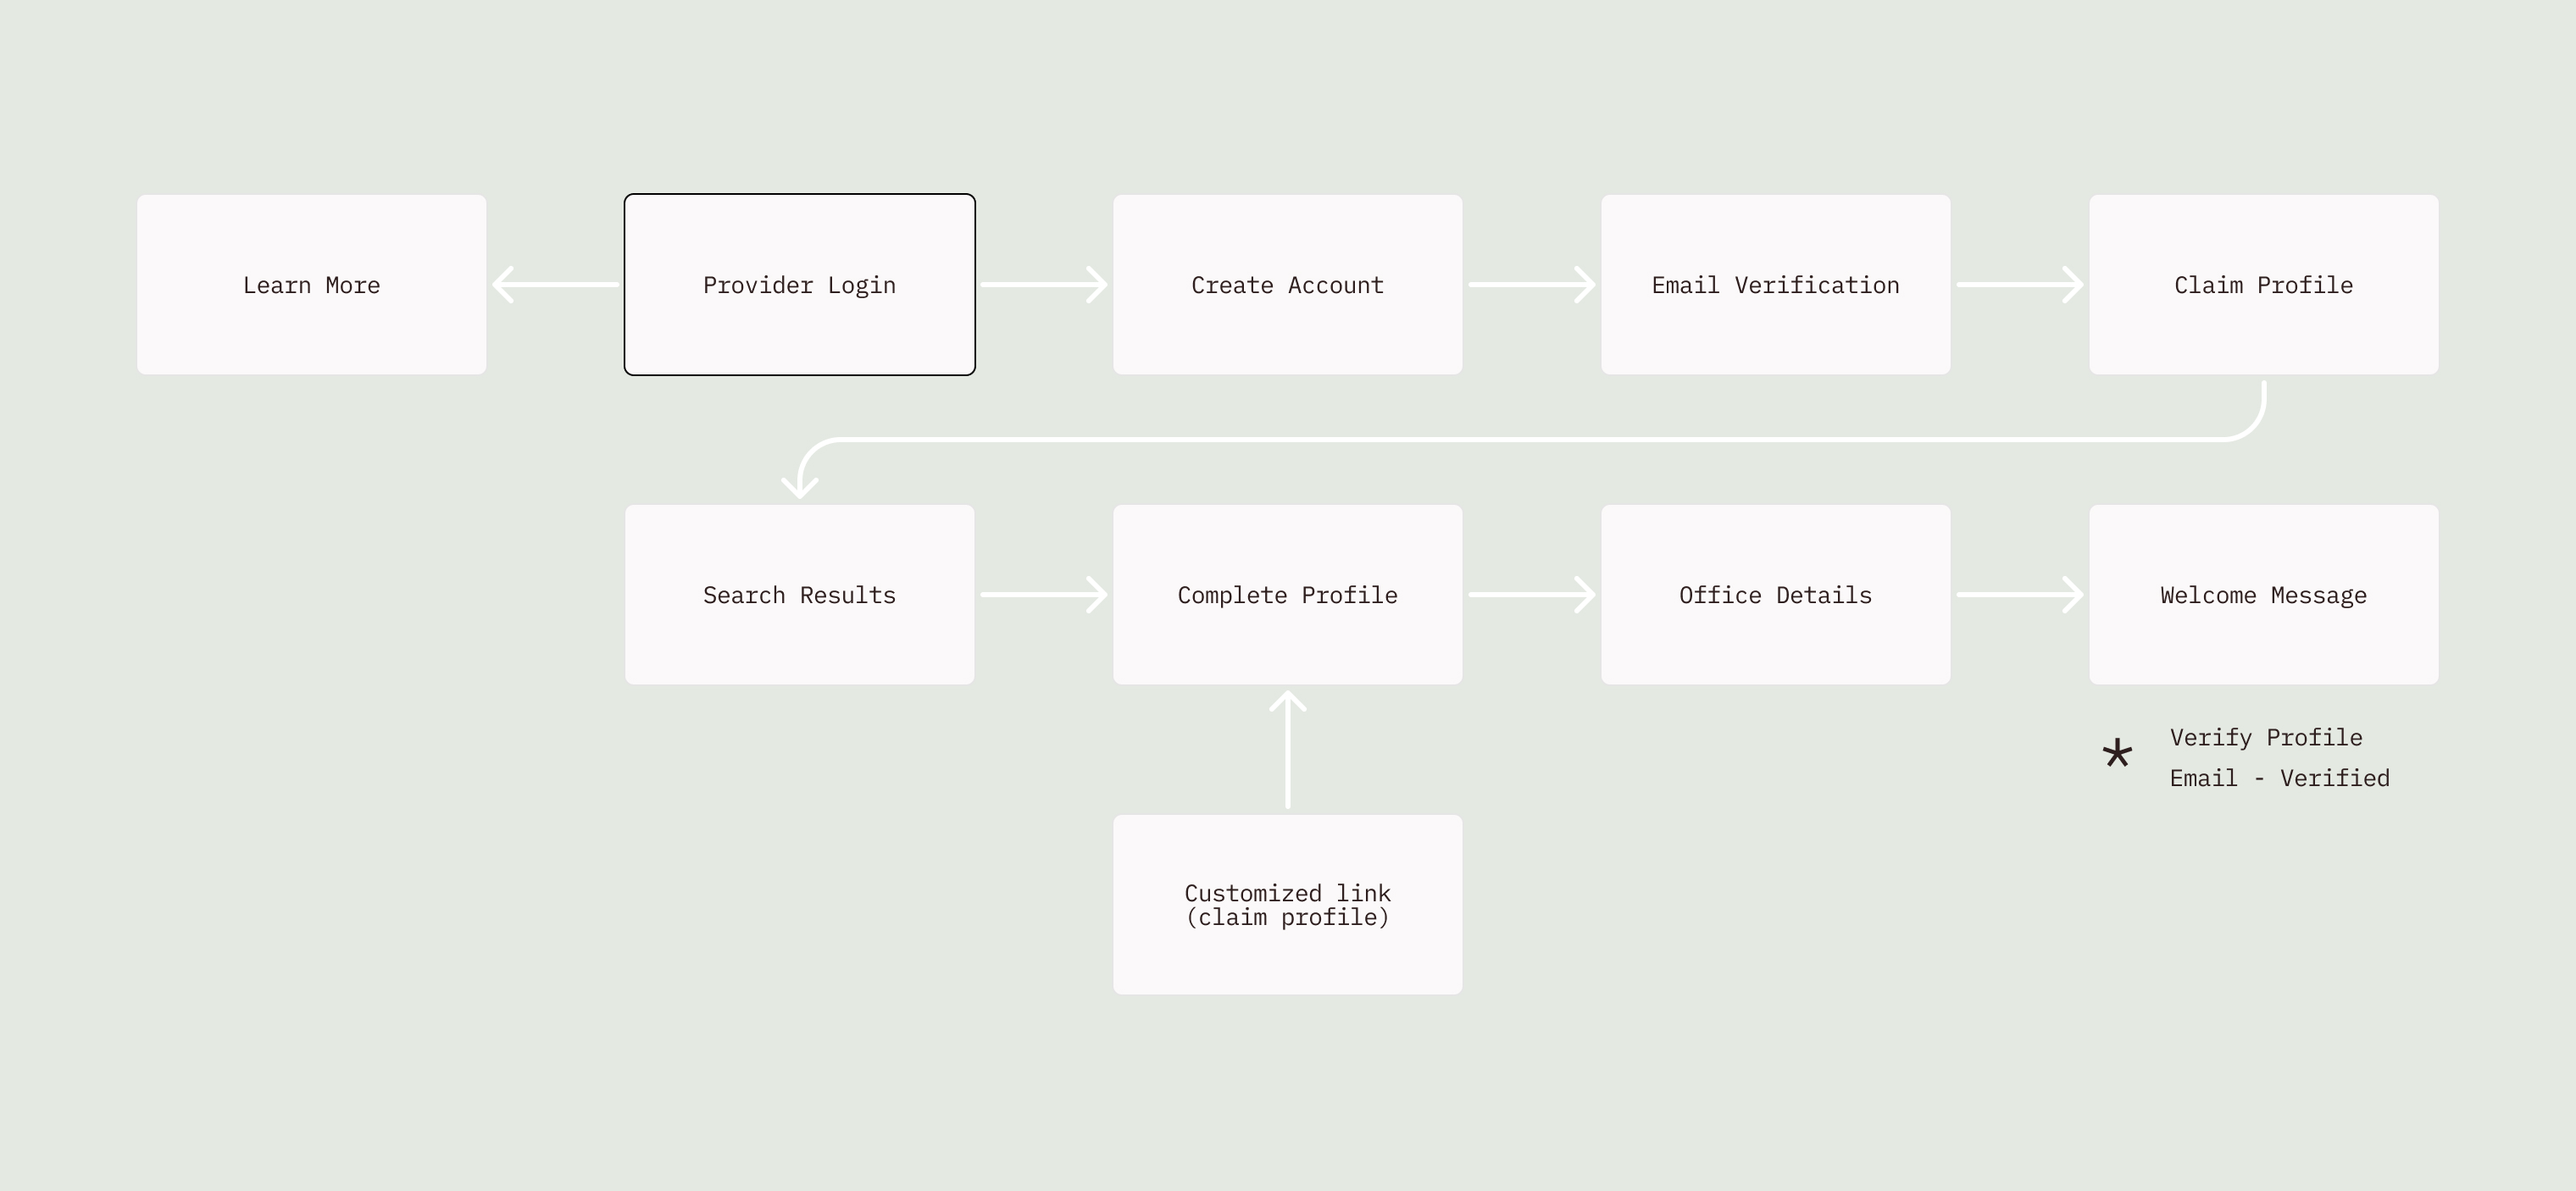 Learn More
Provider Login
Create Account
Email Verification
Claim Profile
Search Results
Complete Profile
Office Details
Welcome Message
* Verify Profile
Email - Verified
Customized link
(claim profile)